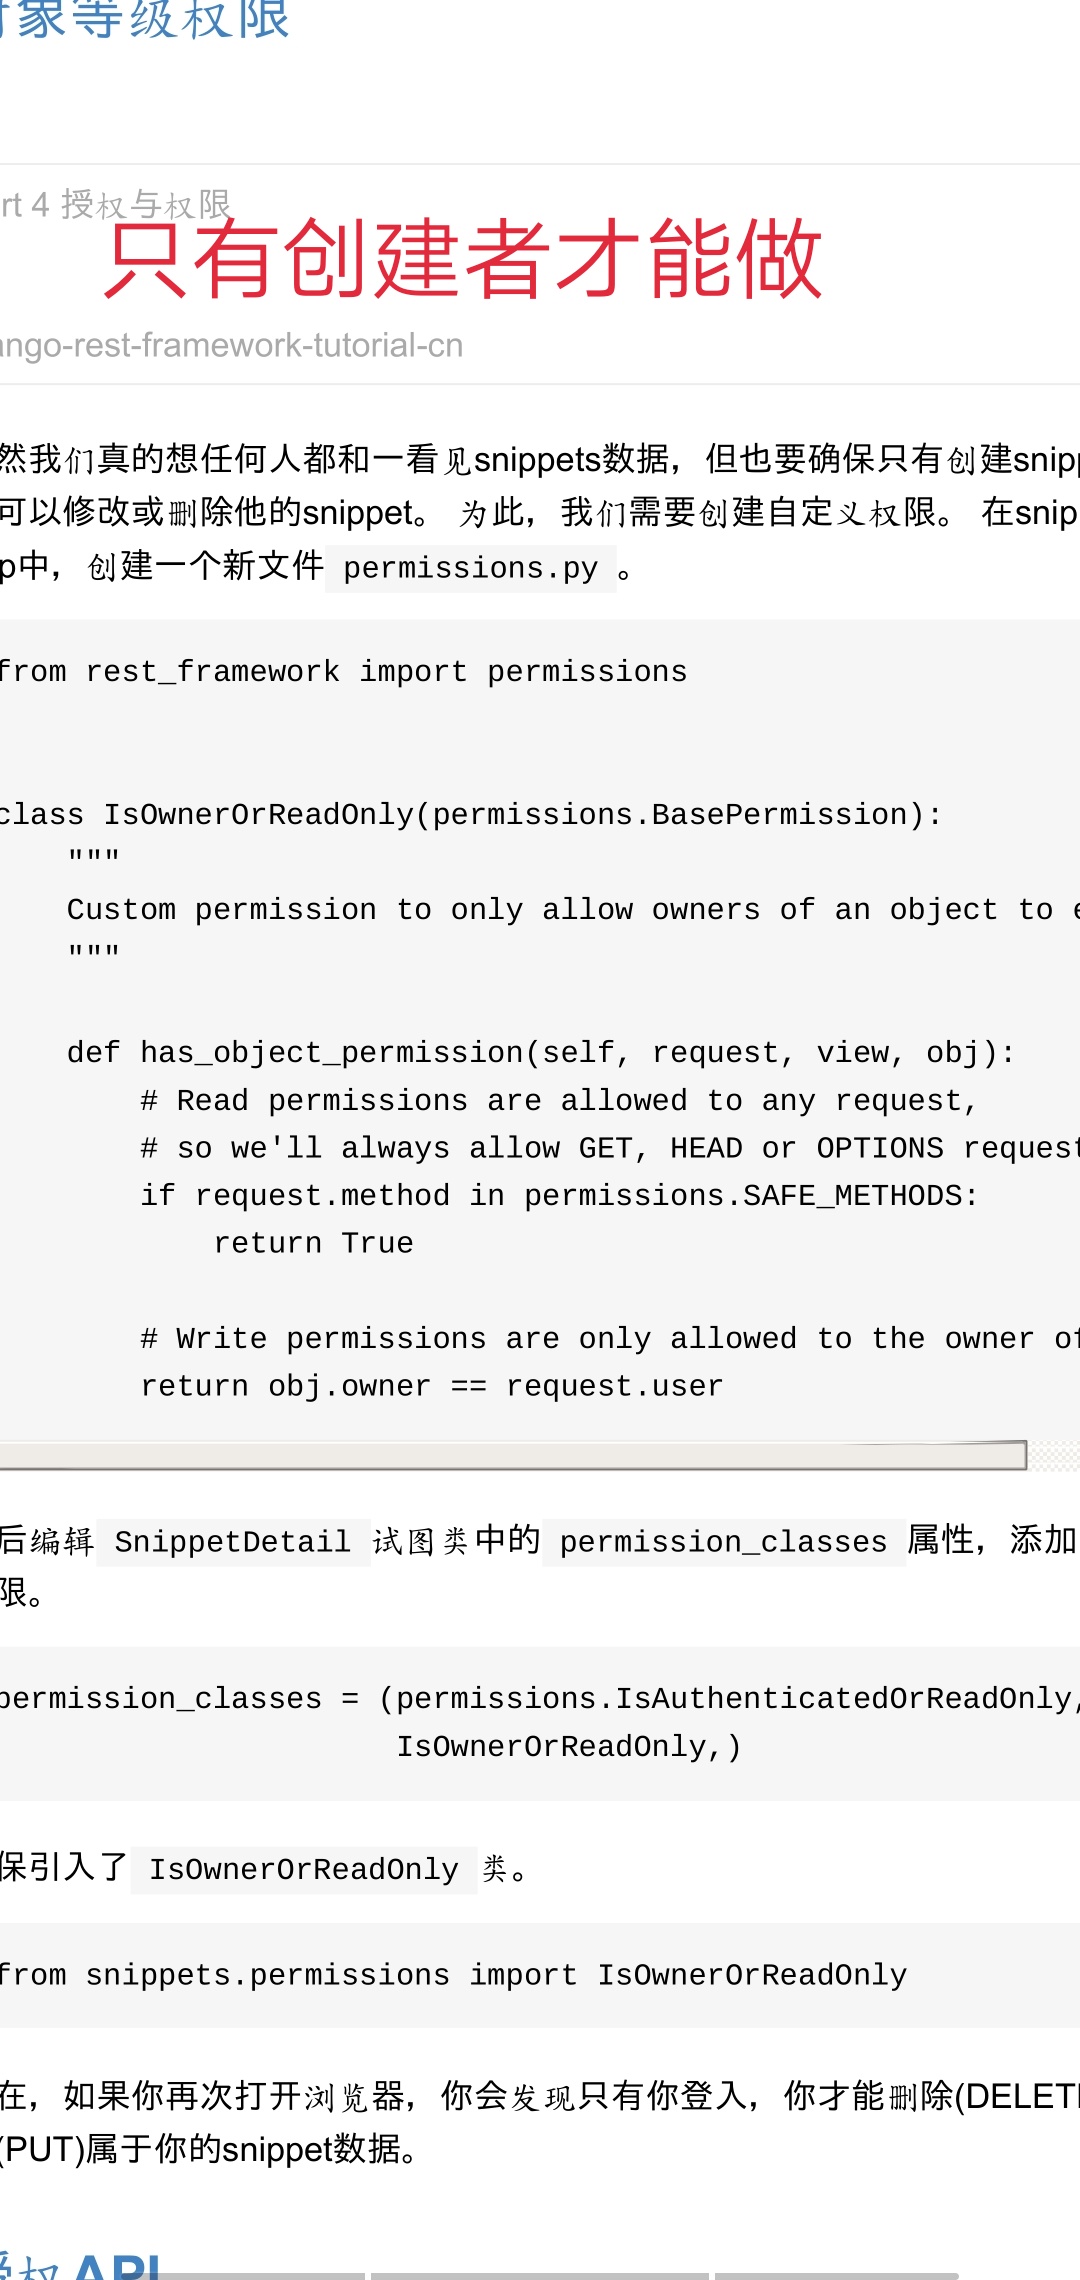 对象等级权限
rt 4 授权与权限
只有创建者才能做
ango-rest-framework-tutorial-cn
然我们真的想任何人都和一看见snippets数据，但也要确保只有创建snipp
可以修改或删除他的snippet。 为此，我们需要创建自定义权限。 在snip
p中，创建一个新文件 permissions.py 。
from rest_framework import permissions
class IsOwnerOrReadOnly(permissions.BasePermission):
"""
Custom permission to only allow owners of an object to e
"""
def has_object_permission(self, request, view, obj):
# Read permissions are allowed to any request,
# so we'll always allow GET, HEAD or OPTIONS request
if request.method in permissions.SAFE_METHODS:
return True
# Write permissions are only allowed to the owner of
return obj.owner == request.user
后编辑 SnippetDetail 试图类中的 permission_classes 属性，添加
限。
permission_classes = (permissions.IsAuthenticatedOrReadOnly,
IsOwnerOrReadOnly,)
保引入了 IsOwnerOrReadOnly 类。
from snippets.permissions import IsOwnerOrReadOnly
在，如果你再次打开浏览器，你会发现只有你登入，你才能删除(DELETE
(PUT)属于你的snippet数据。
授权 API